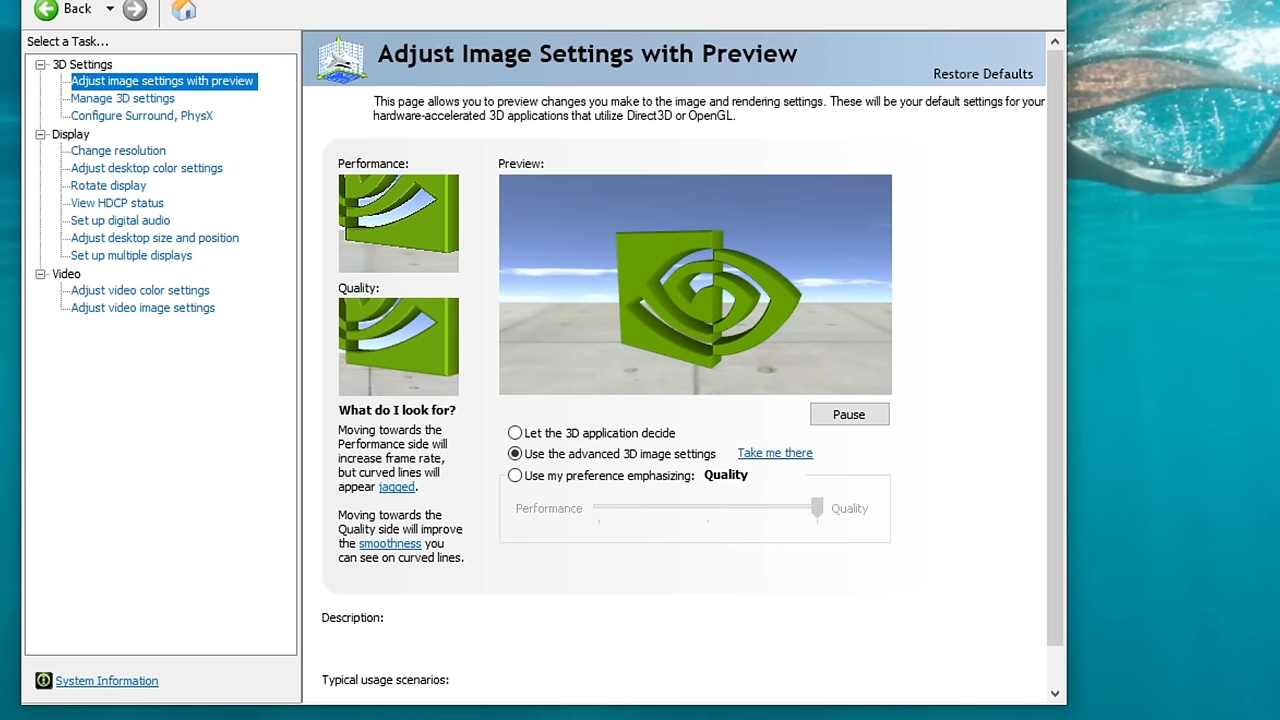 Back
Select a Task...
3D Settings
Adjust image settings with preview
Manage 3D settings
Configure Surround, PhysX
Display
Change resolution
Adjust desktop color settings
Rotate display
View HDCP status
Set up digital audio
Adjust desktop size and position
Set up multiple displays
Video
Adjust video color settings
Adjust video image settings
System Information
Adjust Image Settings with Preview
Restore Defaults
This page allows you to preview changes you make to the image and rendering settings. These will be your default settings for your
hardware-accelerated 3D applications that utilize Direct3D or OpenGL.
Performance:
Quality:
What do I look for?
Moving towards the
Performance side will
increase frame rate,
but curved lines will
appear jagged.
Moving towards the
Quality side will improve
the smoothness you
can see on curved lines.
Preview:
Pause
Let the 3D application decide
Use the advanced 3D image settings Take me there
Use my preference emphasizing: Quality
Performance Quality
Description:
Typical usage scenarios: